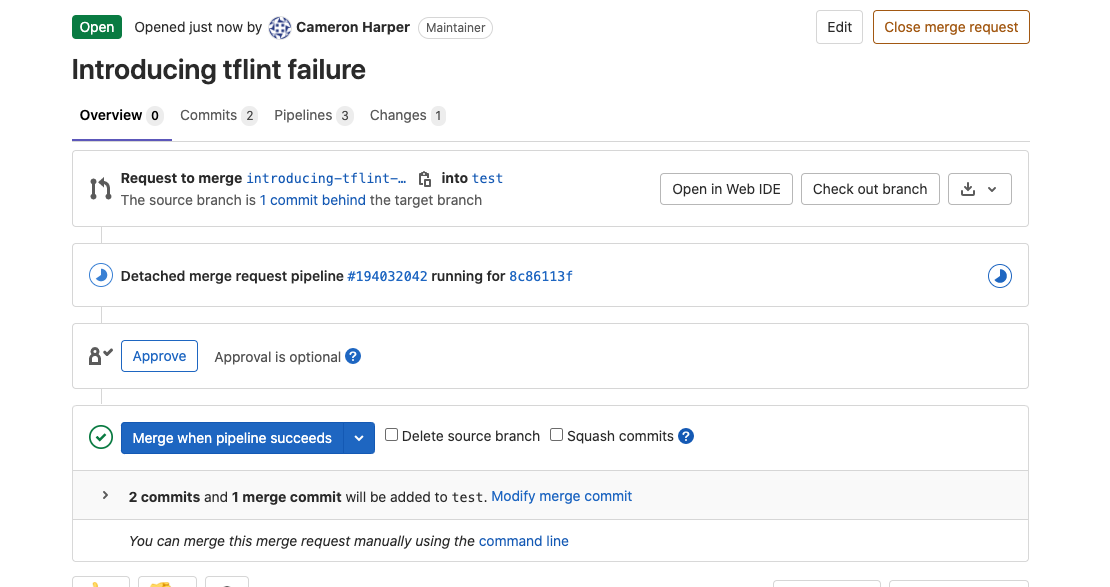 Open Opened just now by Cameron Harper Maintainer Edit Close merge request
Introducing tflint failure
Overview 0 Commits 2 Pipelines 3 Changes 1
Request to merge introducing-tflint-… into test
The source branch is 1 commit behind the target branch
Open in Web IDE Check out branch
Detached merge request pipeline #194032042 running for 8c86113f
Approve Approval is optional ?
Merge when pipeline succeeds Delete source branch Squash commits ?
2 commits and 1 merge commit will be added to test. Modify merge commit
You can merge this merge request manually using the command line